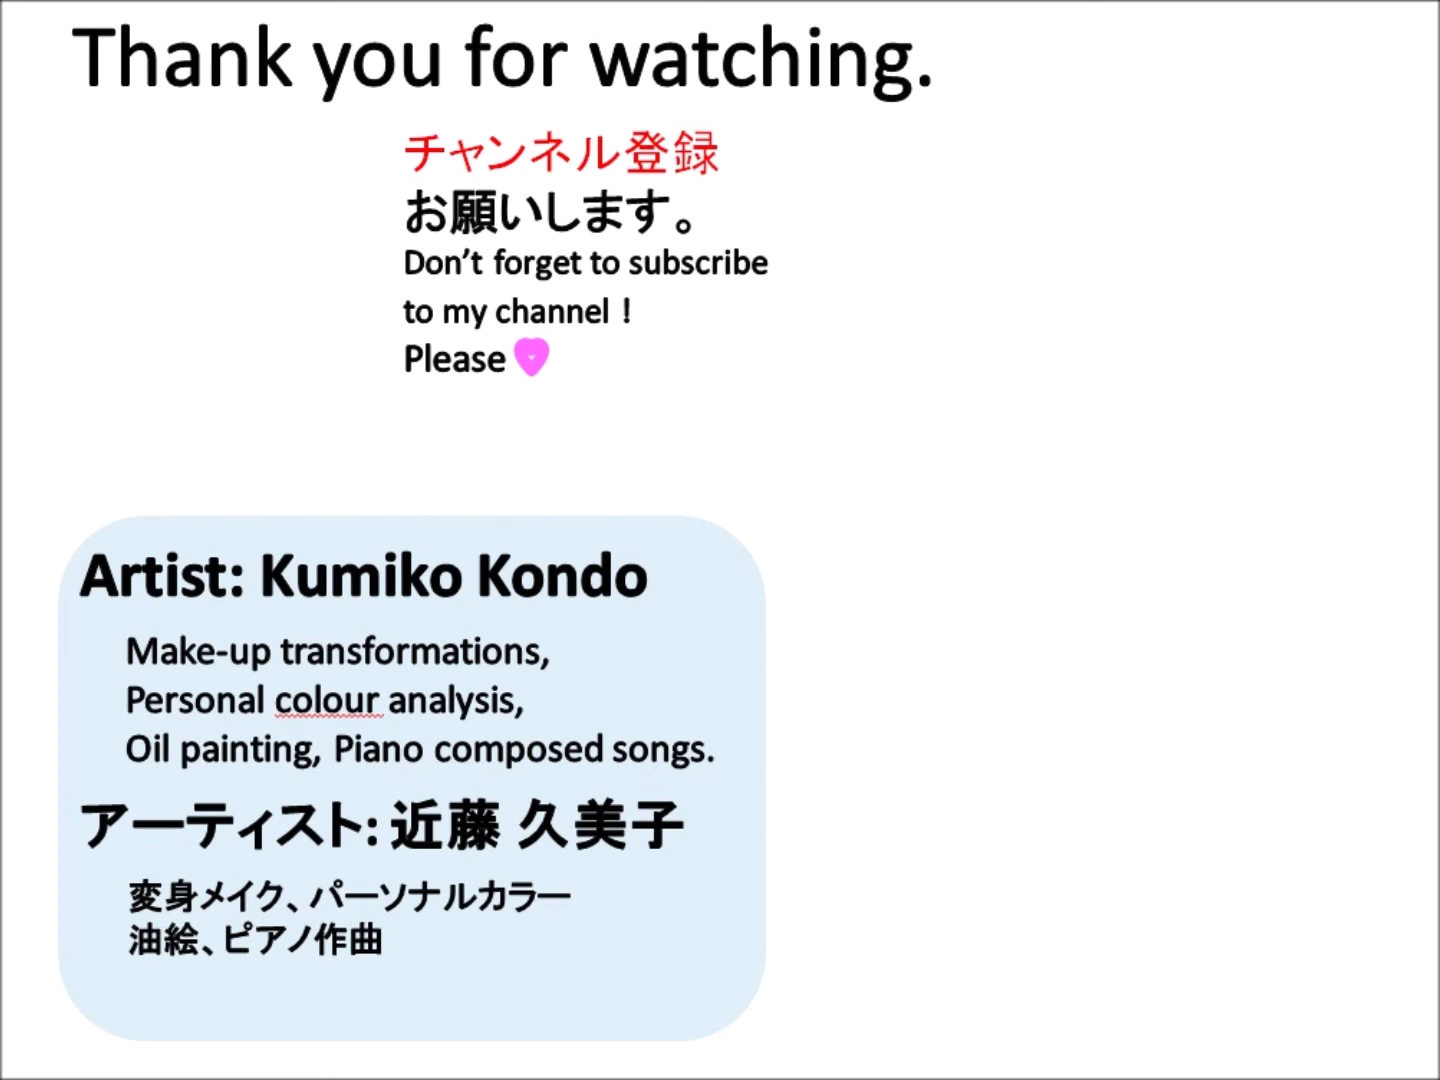 Thank you for watching.
チャンネル登録
お願いします。
Don’t forget to subscribe
to my channel !
Please
Artist: Kumiko Kondo
Make-up transformations,
Personal colour analysis,
Oil painting, Piano composed songs.
アーティスト: 近藤 久美子
変身メイク、パーソナルカラー
油絵、ピアノ作曲